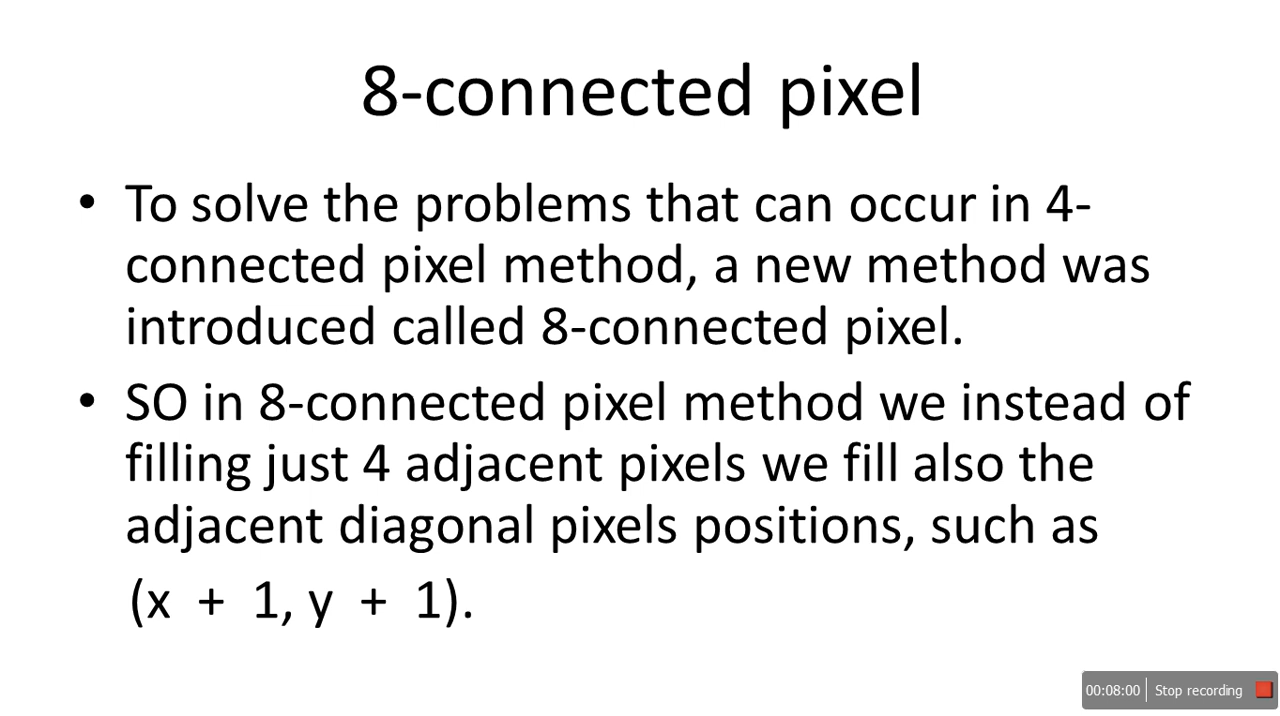 8-connected pixel
• To solve the problems that can occur in 4-
connected pixel method, a new method was
introduced called 8-connected pixel.
• SO in 8-connected pixel method we instead of
filling just 4 adjacent pixels we fill also the
adjacent diagonal pixels positions, such as
(x + 1, y + 1).
00:08:00 Stop recording